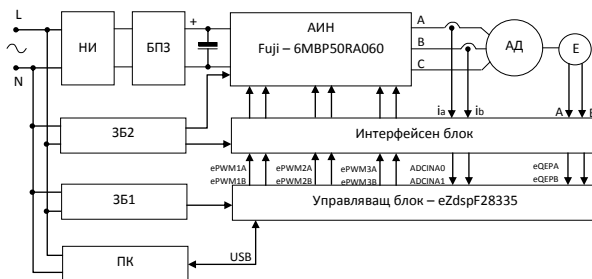 L
N
НИ
БПЗ
+
АИН
Fuji – 6MBP50RA060
A
B
C
АД
E
ia
ib
A
B
ЗБ2
Интерфейсен блок
ePWM1A
ePWM1B
ePWM2A
ePWM2B
ePWM3A
ePWM3B
ADCINA0
ADCINA1
eQEPA
eQEPB
ЗБ1
Управляващ блок – eZdspF28335
ПК
USB